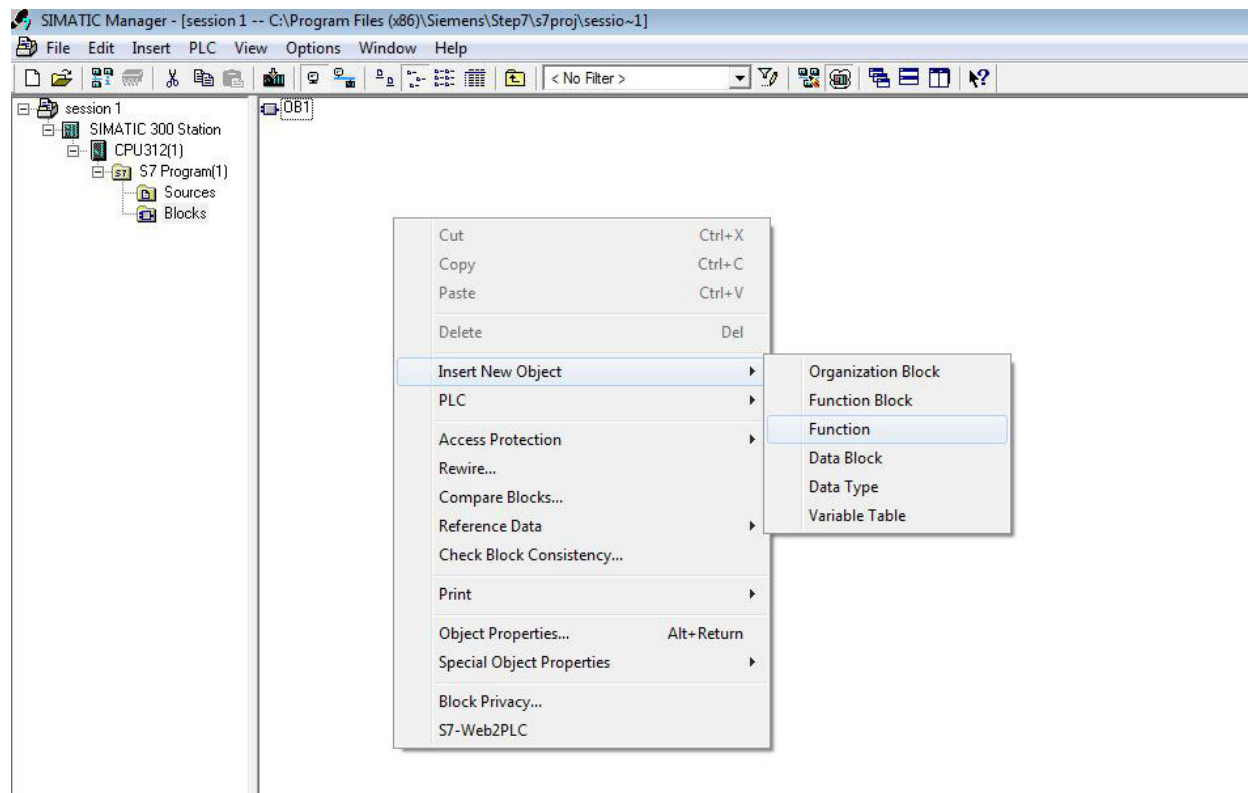 SIMATIC Manager - [session 1 -- C:\Program Files (x86)\Siemens\Step7\s7proj\sessio~1]
File Edit Insert PLC View Options Window Help
< No Filter >
session 1
SIMATIC 300 Station
CPU312(1)
S7 Program(1)
Sources
Blocks
OB1
Cut Ctrl+X
Copy Ctrl+C
Paste Ctrl+V
Delete Del
Insert New Object
PLC
Access Protection
Rewire...
Compare Blocks...
Reference Data
Check Block Consistency...
Print
Object Properties... Alt+Return
Special Object Properties
Block Privacy...
S7-Web2PLC
Organization Block
Function Block
Function
Data Block
Data Type
Variable Table